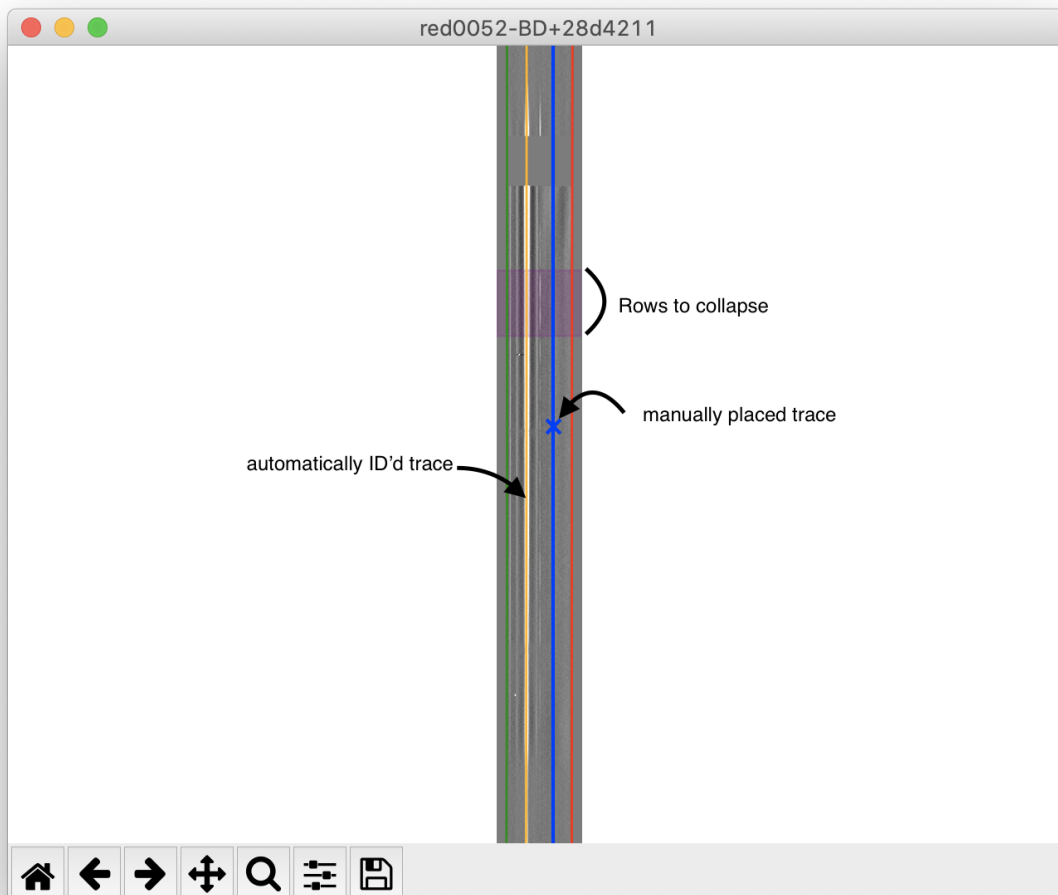 red0052-BD+28d4211
Rows to collapse
manually placed trace
automatically ID'd trace